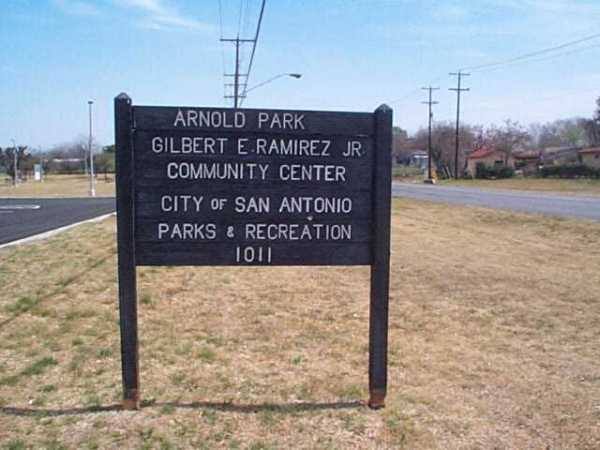 ARNOLD PARK
GILBERT E. RAMIREZ JR.
COMMUNITY CENTER
CITY OF SAN ANTONIO
PARKS & RECREATION
1011